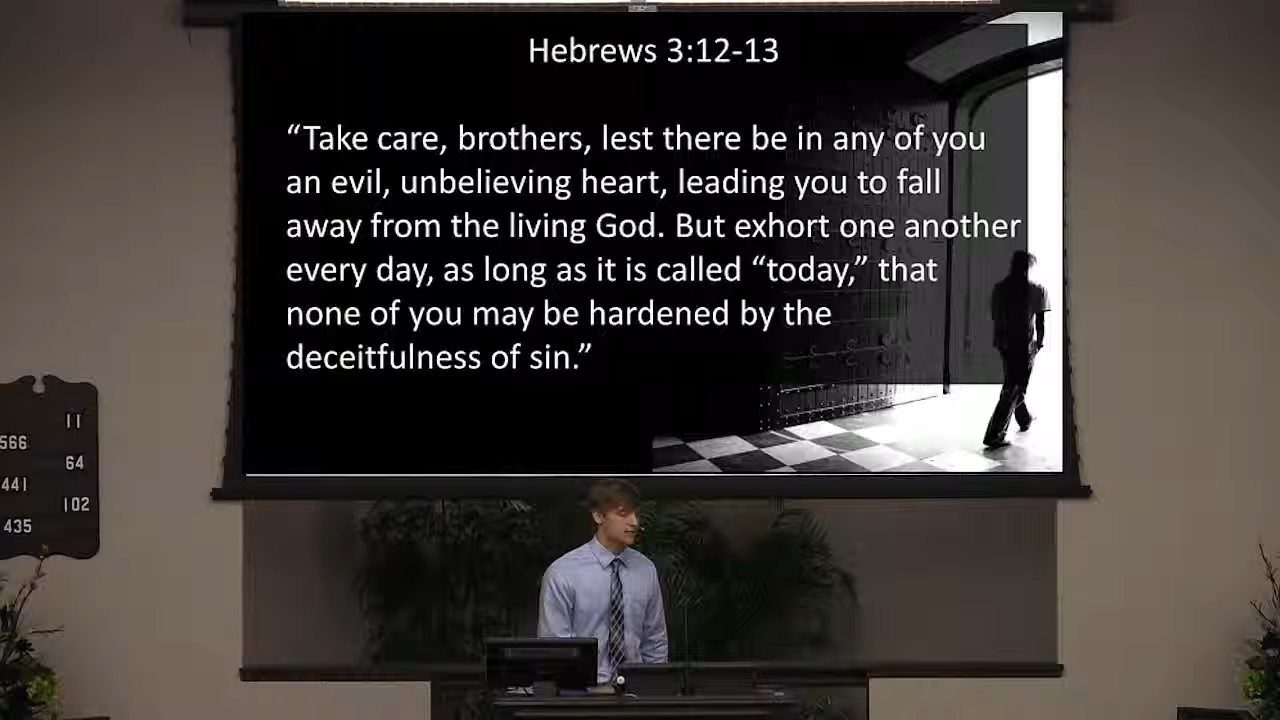 Hebrews 3:12-13
“Take care, brothers, lest there be in any of you
an evil, unbelieving heart, leading you to fall
away from the living God. But exhort one another
every day, as long as it is called “today,” that
none of you may be hardened by the
deceitfulness of sin.”
11
566
64
441
102
435